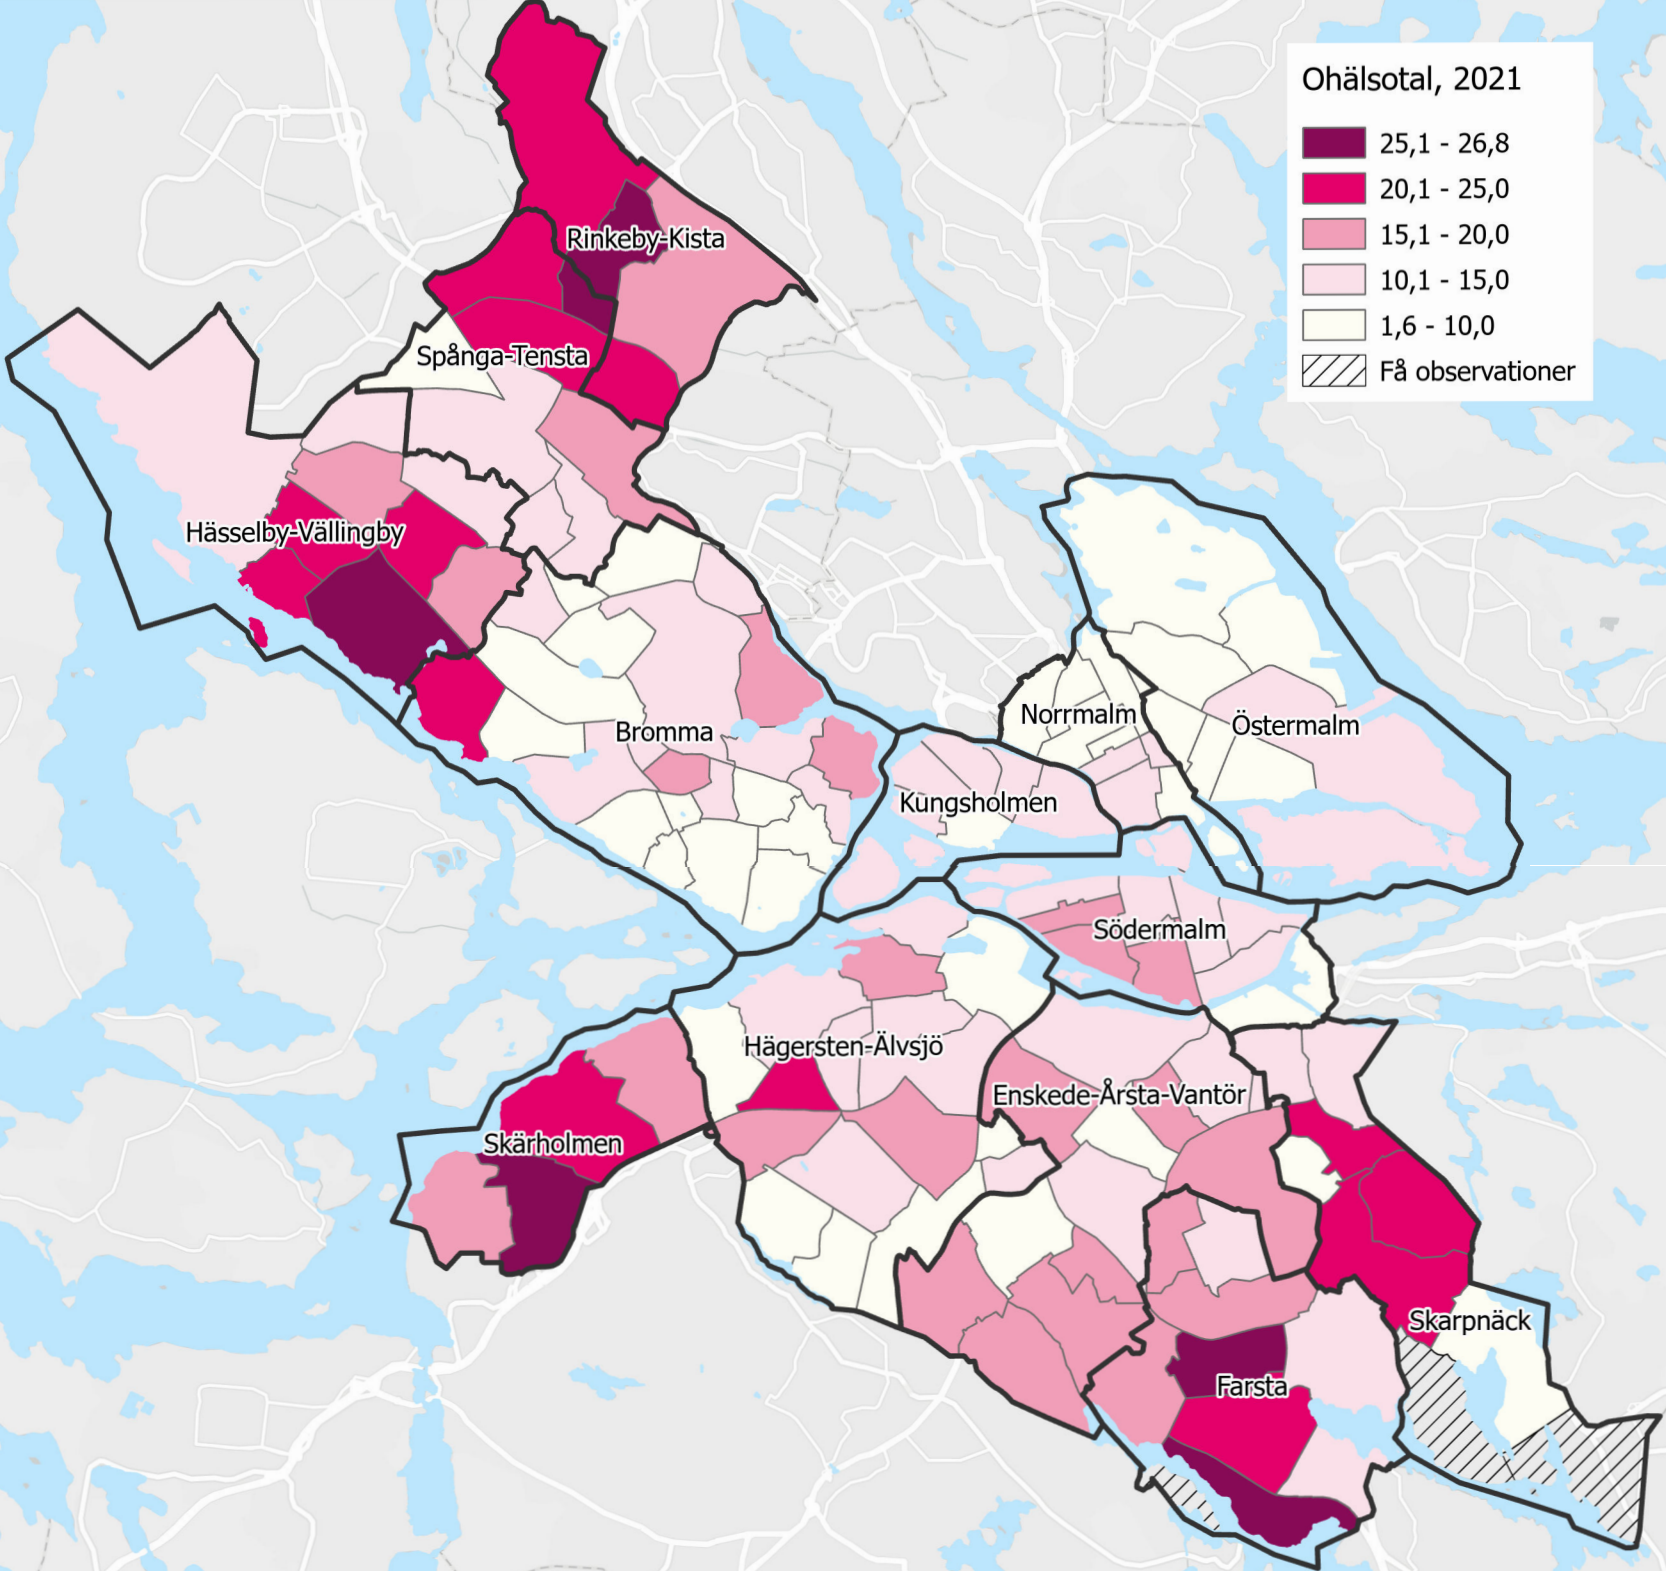 Ohälsotal, 2021
25,1 - 26,8
20,1 - 25,0
15,1 - 20,0
10,1 - 15,0
1,6 - 10,0
Få observationer
Rinkeby-Kista
Spånga-Tensta
Hässelby-Vällingby
Bromma
Norrmalm
Östermalm
Kungsholmen
Södermalm
Hägersten-Älvsjö
Enskede-Årsta-Vantör
Skärholmen
Skarpnäck
Farsta